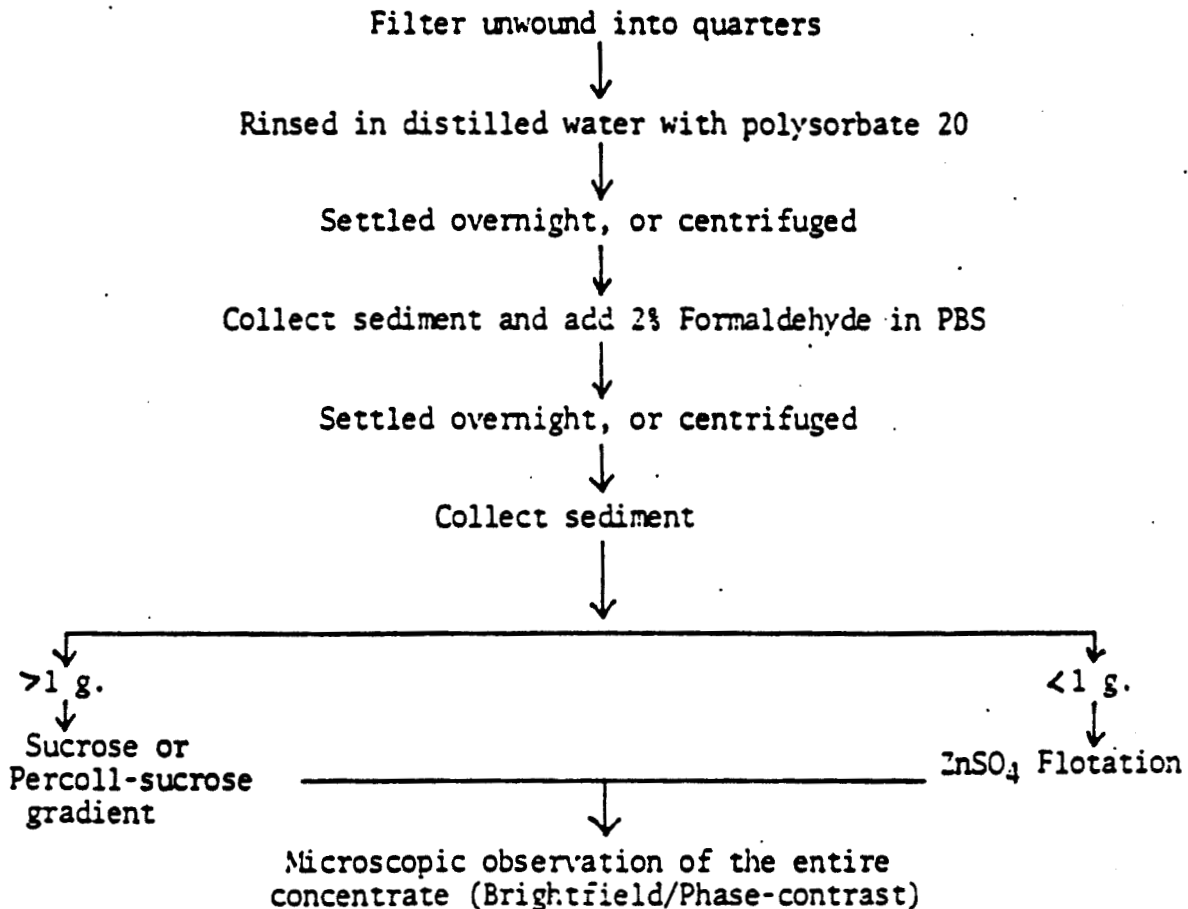 Filter unwound into quarters
Rinsed in distilled water with polysorbate 20
Settled overnight, or centrifuged
Collect sediment and add 2% Formaldehyde in PBS
Settled overnight, or centrifuged
Collect sediment
>1 g.
<1 g.
Sucrose or
Percoll-sucrose
gradient
ZnSO4 Flotation
Microscopic observation of the entire
concentrate (Brightfield/Phase-contrast)